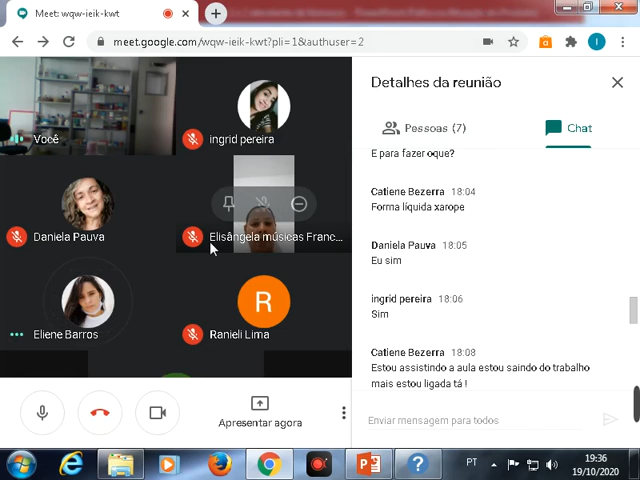 Meet: wqw-ieik-kwt
meet.google.com/wqw-ieik-kwt?pli=1&authuser=2
I
Você
ingrid pereira
Daniela Pauva
Elisângela músicas Franc...
Eliene Barros
R
Ranieli Lima
Apresentar agora
Detalhes da reunião
Pessoas (7)
Chat
E para fazer oque?
Catiene Bezerra 18:04
Forma líquida xarope
Daniela Pauva 18:05
Eu sim
ingrid pereira 18:06
Sim
Catiene Bezerra 18:08
Estou assistindo a aula estou saindo do trabalho
mais estou ligada tá !
Enviar mensagem para todos
PT
19:36
19/10/2020